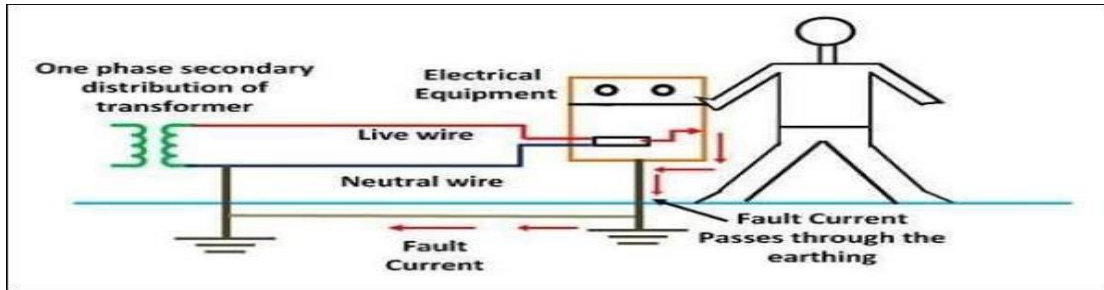 One phase secondary
distribution of
transformer
Electrical
Equipment
Live wire
Neutral wire
Fault
Current
Fault Current
Passes through the
earthing